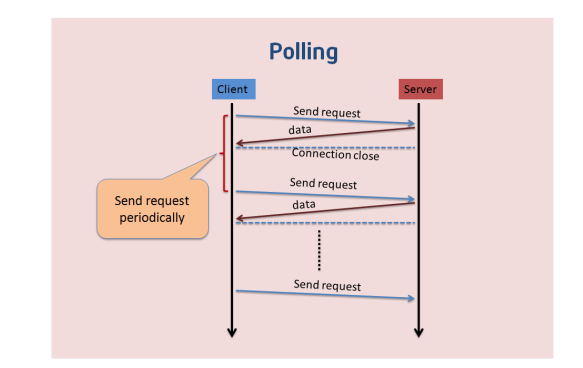 Polling
Client
Server
Send request
data
Connection close
Send request
Send request
periodically
data
Send request